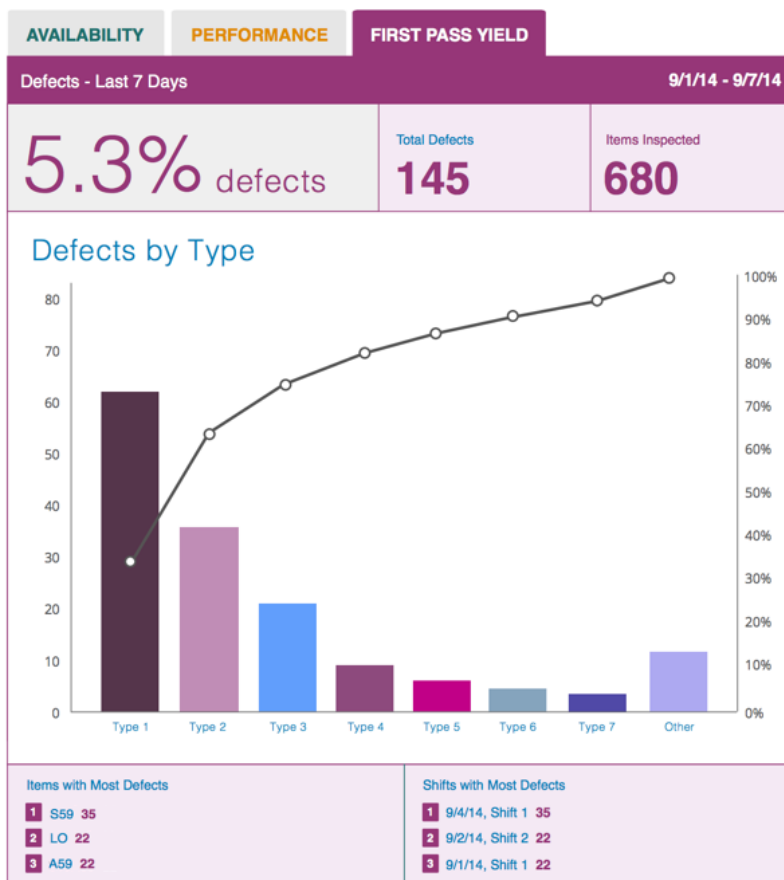 AVAILABILITY PERFORMANCE FIRST PASS YIELD
Defects - Last 7 Days 9/1/14 - 9/7/14
5.3% defects
Total Defects
145
Items Inspected
680
Defects by Type
80
70
60
50
40
30
20
10
0
100%
90%
80%
70%
60%
50%
40%
30%
20%
10%
0%
Type 1 Type 2 Type 3 Type 4 Type 5 Type 6 Type 7 Other
Items with Most Defects
1 S59 35
2 LO 22
3 A59 22
Shifts with Most Defects
1 9/4/14, Shift 1 35
2 9/2/14, Shift 2 22
3 9/1/14, Shift 1 22